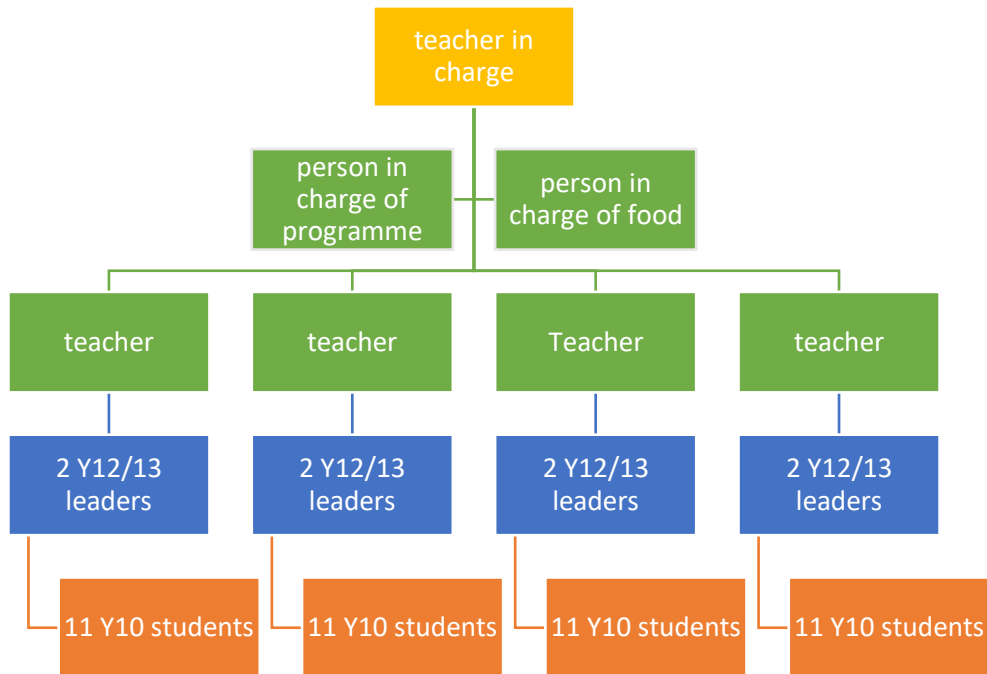 teacher in
charge
person in
charge of
programme
person in
charge of food
teacher
teacher
Teacher
teacher
2 Y12/13
leaders
2 Y12/13
leaders
2 Y12/13
leaders
2 Y12/13
leaders
11 Y10 students
11 Y10 students
11 Y10 students
11 Y10 students